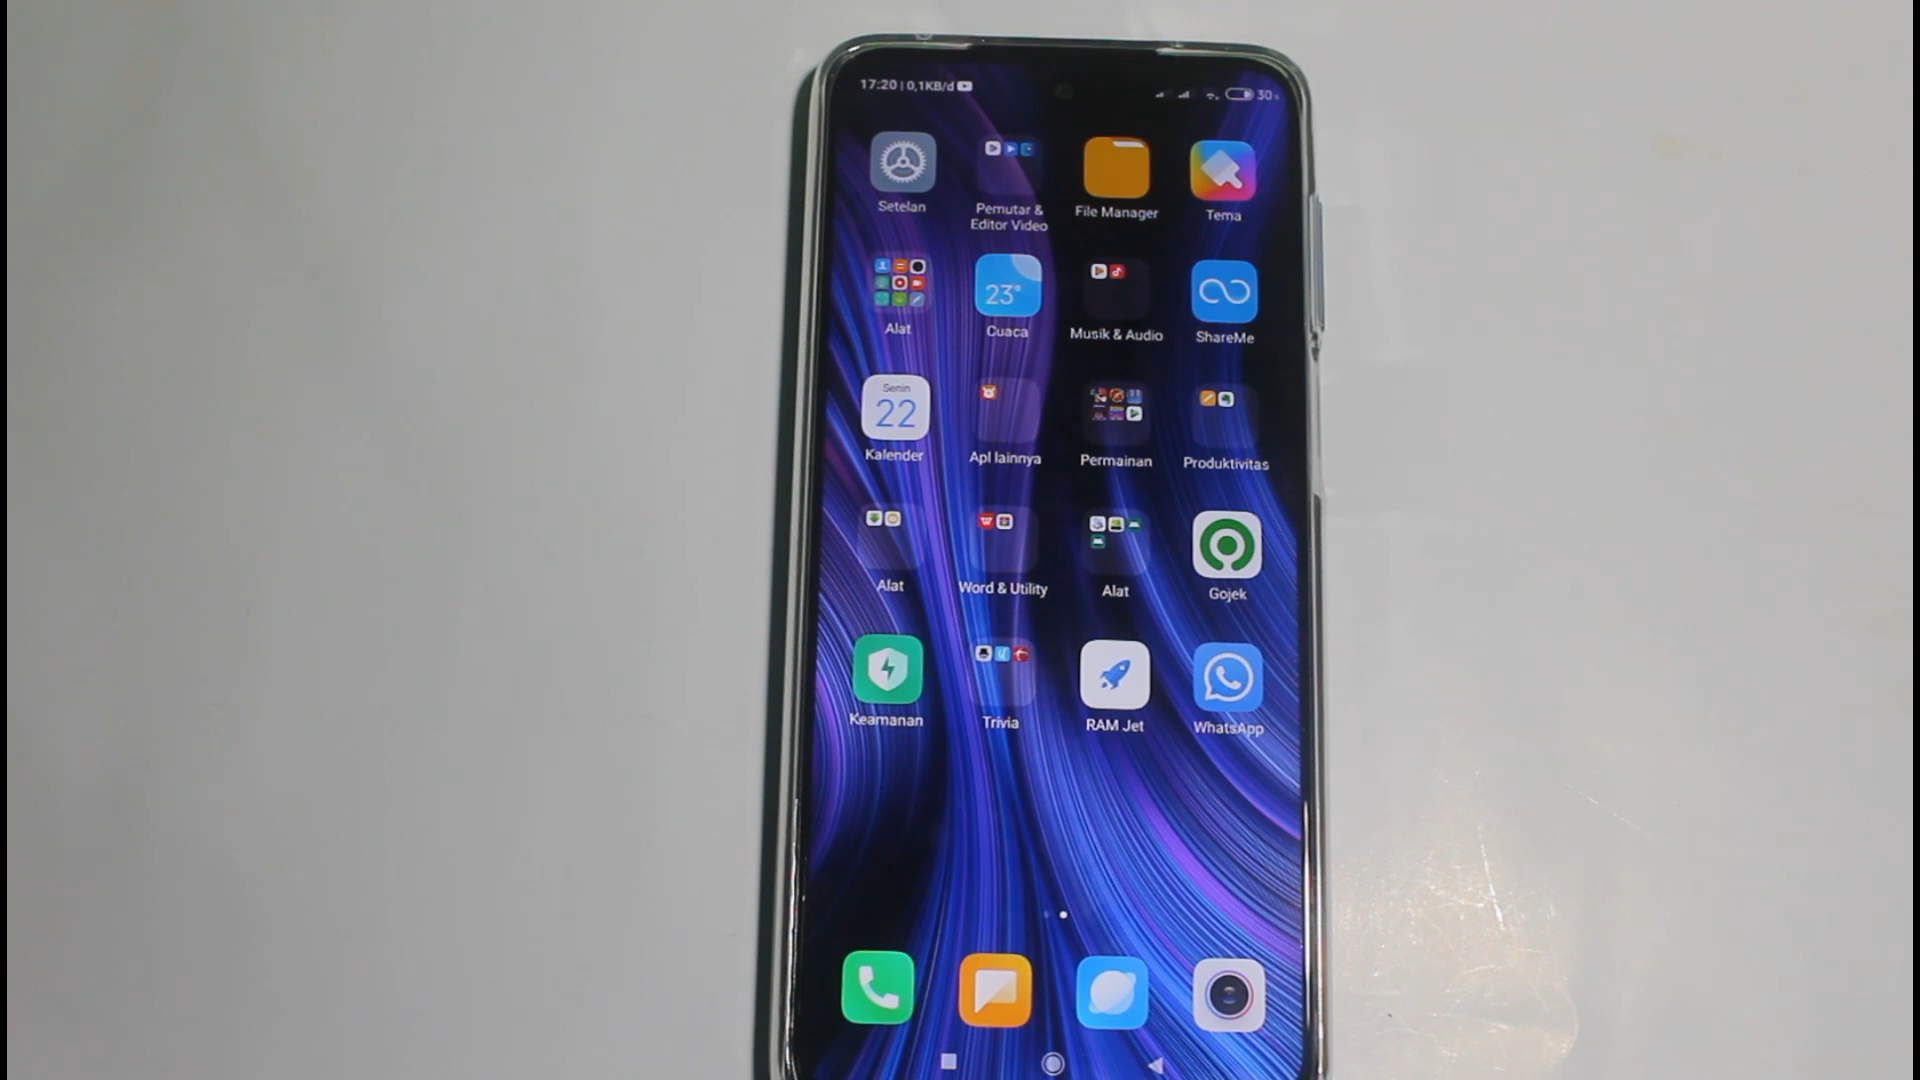 17:20 | 0,1KB/d
30
Setelan
Pemutar &
Editor Video
File Manager
Tema
23°
Alat
Cuaca
Musik & Audio
ShareMe
Senin
22
Kalender
Apl lainnya
Permainan
Produktivitas
Alat
Word & Utility
Alat
Gojek
Keamanan
Trivia
RAM Jet
WhatsApp